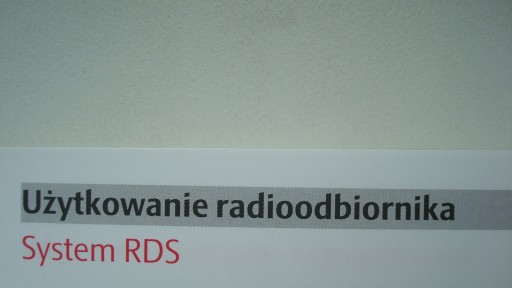 Użytkowanie radioodbiornika
System RDS